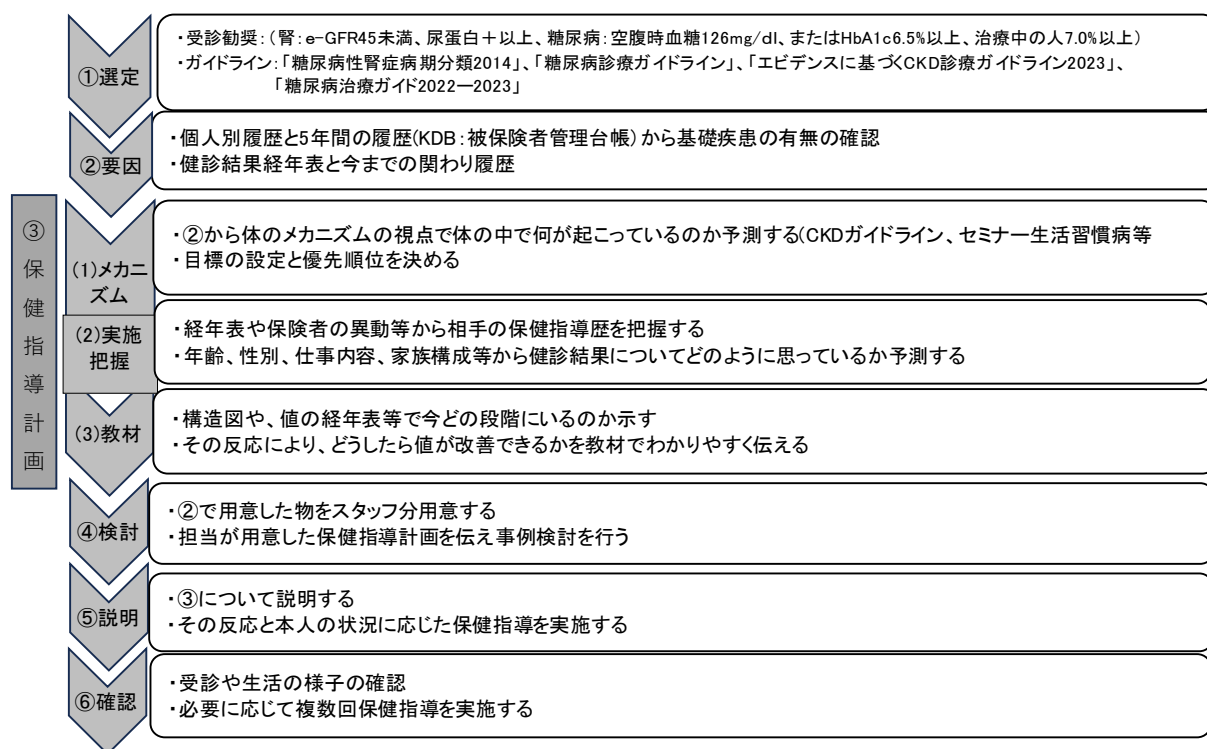 ①選定
・受診勧奨：（腎：e-GFR45未満、尿蛋白＋以上、糖尿病：空腹時血糖126mg/dl、またはHbA1c6.5%以上、治療中の人7.0%以上）
・ガイドライン：「糖尿病性腎症病期分類2014」、「糖尿病診療ガイドライン」、「エビデンスに基づくCKD診療ガイドライン2023」、
「糖尿病治療ガイド2022ー2023」
②要因
・個人別履歴と5年間の履歴(KDB：被保険者管理台帳)から基礎疾患の有無の確認
・健診結果経年表と今までの関わり履歴
③保健指導計画
(1)メカニ
ズム
・②から体のメカニズムの視点で体の中で何が起こっているのか予測する(CKDガイドライン、セミナー生活習慣病等
・目標の設定と優先順位を決める
(2)実施
把握
・経年表や保険者の異動等から相手の保健指導歴を把握する
・年齢、性別、仕事内容、家族構成等から健診結果についてどのように思っているか予測する
(3)教材
・構造図や、値の経年表等で今どの段階にいるのか示す
・その反応により、どうしたら値が改善できるかを教材でわかりやすく伝える
④検討
・②で用意した物をスタッフ分用意する
・担当が用意した保健指導計画を伝え事例検討を行う
⑤説明
・③について説明する
・その反応と本人の状況に応じた保健指導を実施する
⑥確認
・受診や生活の様子の確認
・必要に応じて複数回保健指導を実施する